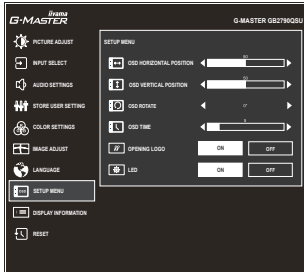 iiyama
G-MASTER
G-MASTER GB2790QSU
PICTURE ADJUST
INPUT SELECT
AUDIO SETTINGS
STORE USER SETTING
COLOR SETTINGS
IMAGE ADJUST
LANGUAGE
OSD SETUP MENU
DISPLAY INFORMATION
RESET
SETUP MENU
OSD HORIZONTAL POSITION 50
OSD VERTICAL POSITION 50
OSD ROTATE 0°
OSD TIME
OPENING LOGO ON OFF
LED ON OFF